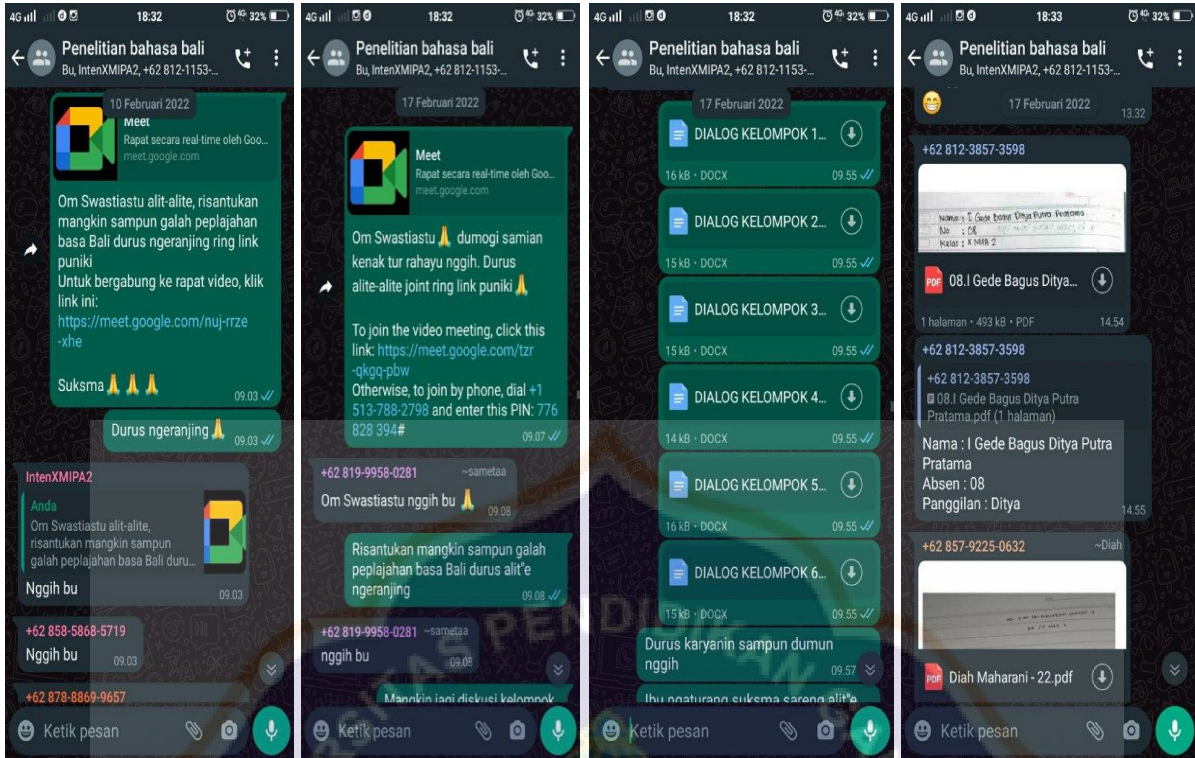 4G 18:32 4G 32%
Penelitian bahasa bali
Bu, IntenXMIPA2, +62 812-1153-...
10 Februari 2022
Meet
Rapat secara real-time oleh Goo...
meet.google.com
Om Swastiastu alit-alite, risantukan
mangkin sampun galah peplajahan
basa Bali durus ngeranjing ring link
puniki
Untuk bergabung ke rapat video, klik
link ini:
https://meet.google.com/nuj-rrze
-xhe
Suksma🙏🙏🙏
09.03
Durus ngeranjing🙏
09.03
IntenXMIPA2
Anda
Om Swastiastu alit-alite,
risantukan mangkin sampun
galah peplajahan basa Bali duru...
Nggih bu
09.03
+62 858-5868-5719
Nggih bu
09.03
+62 878-8869-9657
Ketik pesan
4G 18:32 4G 32%
Penelitian bahasa bali
Bu, IntenXMIPA2, +62 812-1153-...
17 Februari 2022
Meet
Rapat secara real-time oleh Goo...
meet.google.com
Om Swastiastu🙏 dumogi samian
kenak tur rahayu nggih. Durus
alite-alite joint ring link puniki🙏
To join the video meeting, click this
link: https://meet.google.com/tzr
-qkgq-pbw
Otherwise, to join by phone, dial +1
513-788-2798 and enter this PIN: 776
828 394#
09.07
+62 819-9958-0281 ~sametaa
Om Swastiastu nggih bu🙏
09.08
Risantukan mangkin sampun galah
peplajahan basa Bali durus alit"e
ngeranjing
09.08
+62 819-9958-0281 ~sametaa
nggih bu
09.08
Mangkin jagi diskusi kelompok
Ketik pesan
4G 18:32 4G 32%
Penelitian bahasa bali
Bu, IntenXMIPA2, +62 812-1153-...
17 Februari 2022
DIALOG KELOMPOK 1...
16 kB • DOCX 09.55
DIALOG KELOMPOK 2...
15 kB • DOCX 09.55
DIALOG KELOMPOK 3...
15 kB • DOCX 09.55
DIALOG KELOMPOK 4...
14 kB • DOCX 09.55
DIALOG KELOMPOK 5...
16 kB • DOCX 09.55
DIALOG KELOMPOK 6...
15 kB • DOCX 09.55
Durus karyanin sampun dumun
nggih
09.57
Ibu ngaturang suksma sareng alit"e
Ketik pesan
4G 18:33 4G 32%
Penelitian bahasa bali
Bu, IntenXMIPA2, +62 812-1153-...
😁
17 Februari 2022
13.32
+62 812-3857-3598
Nama : I Gede Bagus Ditya Putra Pratama
No : 08
Kelas : X MIPA 2
PDF 08.I Gede Bagus Ditya...
1 halaman • 493 kB • PDF 14.54
+62 812-3857-3598
+62 812-3857-3598
08.I Gede Bagus Ditya Putra
Pratama.pdf (1 halaman)
Nama : I Gede Bagus Ditya Putra
Pratama
Absen : 08
Panggilan : Ditya
14.55
+62 857-9225-0632 ~Diah
PDF Diah Maharani - 22.pdf
Ketik pesan